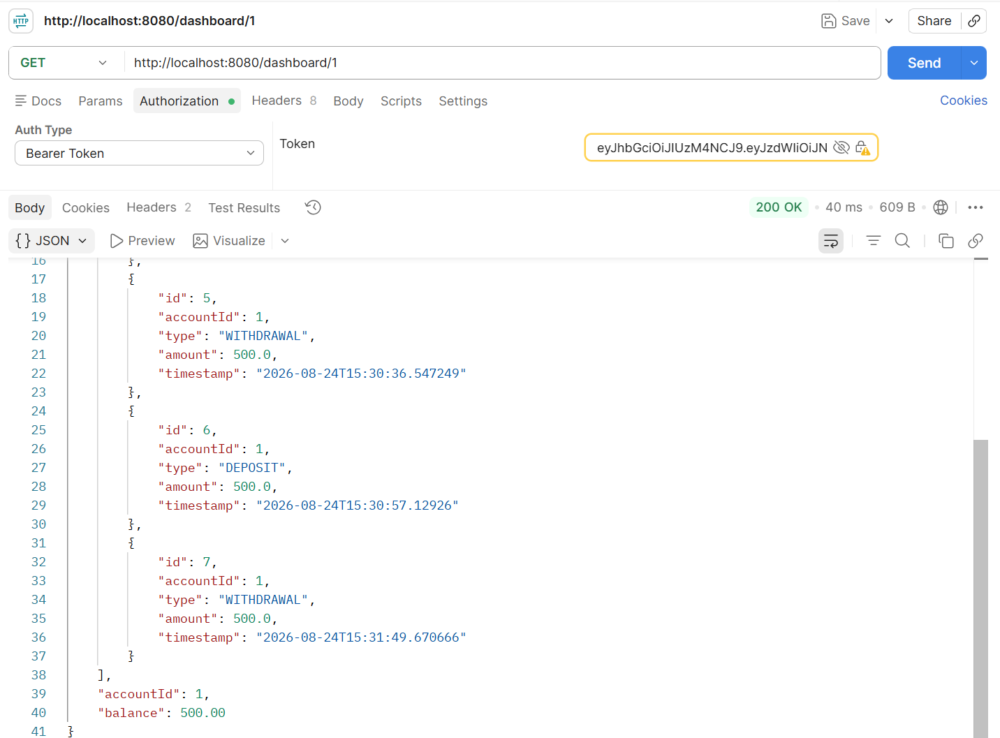 HTTP http://localhost:8080/dashboard/1 Save Share
GET http://localhost:8080/dashboard/1 Send
Docs Params Authorization Headers 8 Body Scripts Settings Cookies
Auth Type
Bearer Token
Token eyJhbGciOiJIUzM4NCJ9.eyJzdWIiOiJN
Body Cookies Headers 2 Test Results 200 OK 40 ms 609 B
{} JSON Preview Visualize
16 },
17 {
18 "id": 5,
19 "accountId": 1,
20 "type": "WITHDRAWAL",
21 "amount": 500.0,
22 "timestamp": "2026-08-24T15:30:36.547249"
23 },
24 {
25 "id": 6,
26 "accountId": 1,
27 "type": "DEPOSIT",
28 "amount": 500.0,
29 "timestamp": "2026-08-24T15:30:57.12926"
30 },
31 {
32 "id": 7,
33 "accountId": 1,
34 "type": "WITHDRAWAL",
35 "amount": 500.0,
36 "timestamp": "2026-08-24T15:31:49.670666"
37 }
38 ],
39 "accountId": 1,
40 "balance": 500.00
41 }